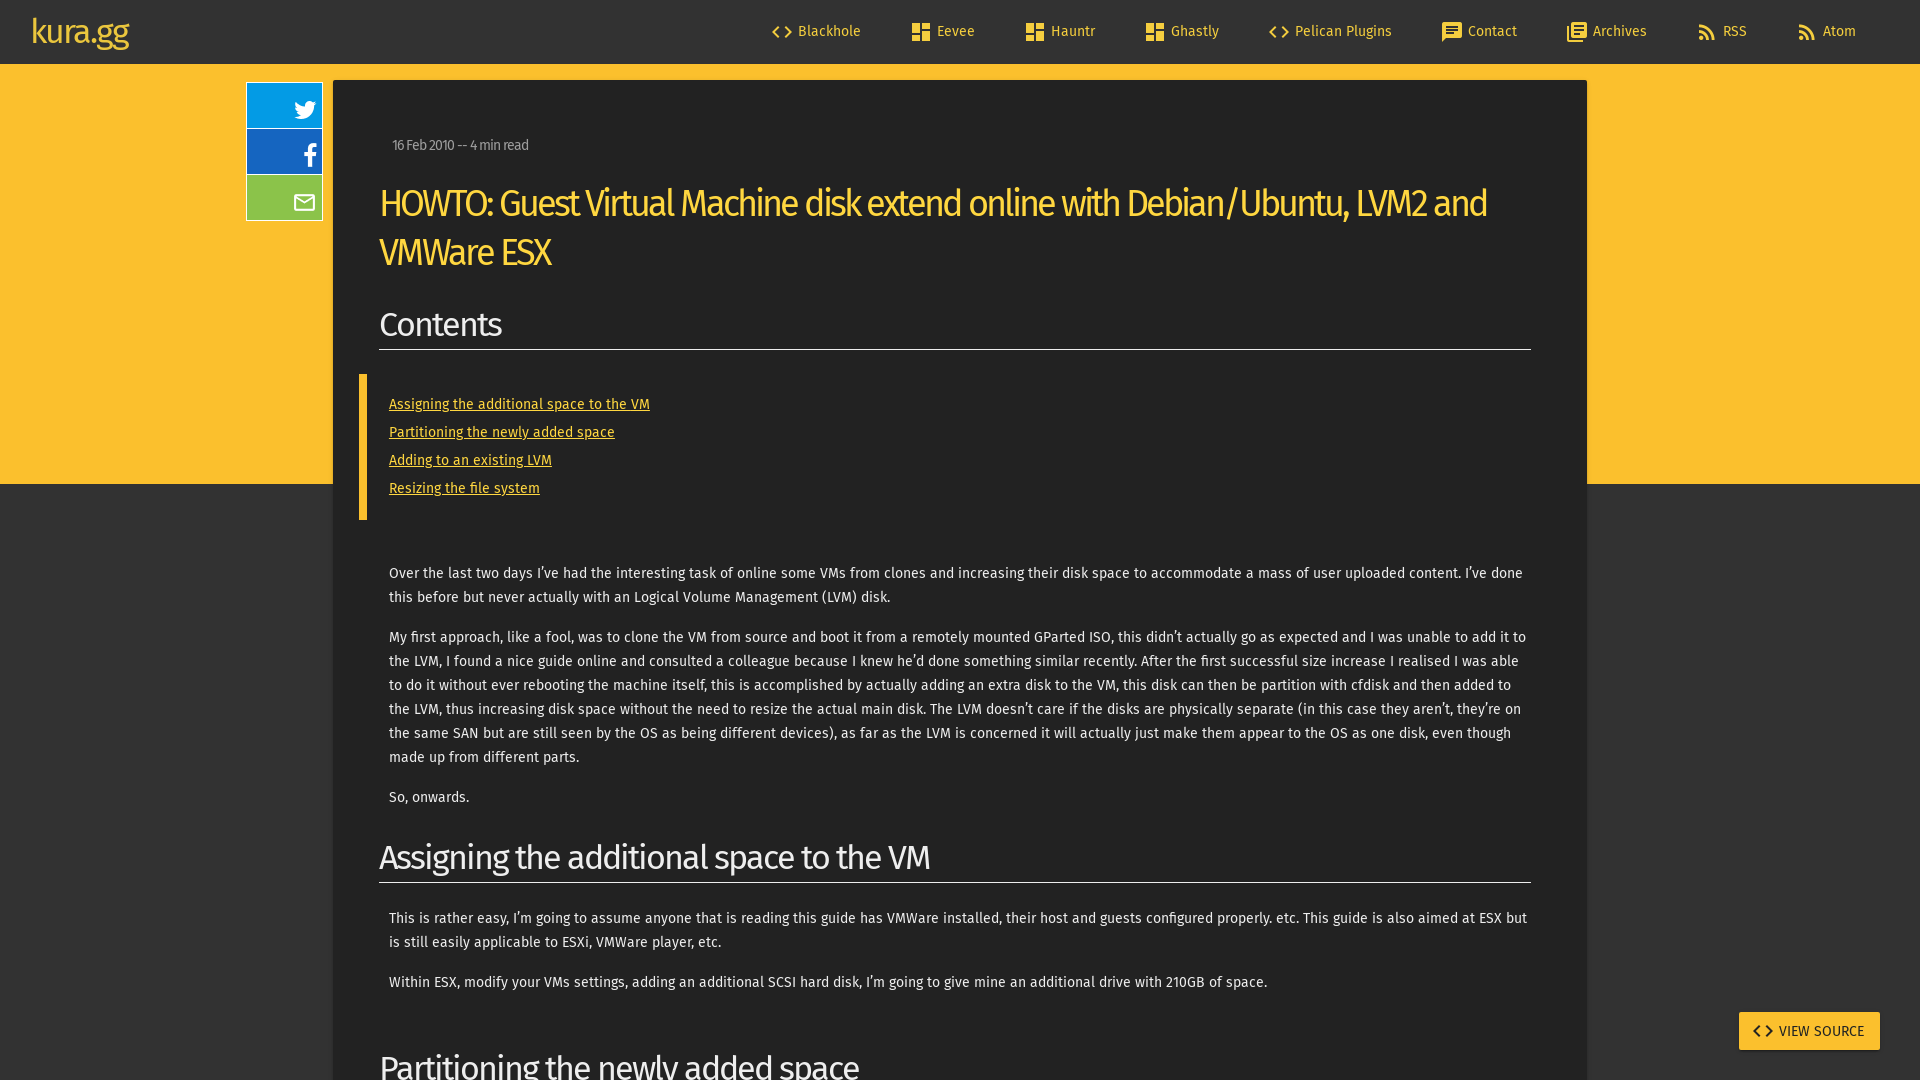 kura.gg
Blackhole
Eevee
Hauntr
Ghastly
Pelican Plugins
Contact
Archives
RSS
Atom
16 Feb 2010 -- 4 min read
HOWTO: Guest Virtual Machine disk extend online with Debian/Ubuntu, LVM2 and
VMWare ESX
Contents
Assigning the additional space to the VM
Partitioning the newly added space
Adding to an existing LVM
Resizing the file system
Over the last two days I’ve had the interesting task of online some VMs from clones and increasing their disk space to accommodate a mass of user uploaded content. I’ve done
this before but never actually with an Logical Volume Management (LVM) disk.
My first approach, like a fool, was to clone the VM from source and boot it from a remotely mounted GParted ISO, this didn’t actually go as expected and I was unable to add it to
the LVM, I found a nice guide online and consulted a colleague because I knew he’d done something similar recently. After the first successful size increase I realised I was able
to do it without ever rebooting the machine itself, this is accomplished by actually adding an extra disk to the VM, this disk can then be partition with cfdisk and then added to
the LVM, thus increasing disk space without the need to resize the actual main disk. The LVM doesn’t care if the disks are physically separate (in this case they aren’t, they’re on
the same SAN but are still seen by the OS as being different devices), as far as the LVM is concerned it will actually just make them appear to the OS as one disk, even though
made up from different parts.
So, onwards.
Assigning the additional space to the VM
This is rather easy, I’m going to assume anyone that is reading this guide has VMWare installed, their host and guests configured properly. etc. This guide is also aimed at ESX but
is still easily applicable to ESXi, VMWare player, etc.
Within ESX, modify your VMs settings, adding an additional SCSI hard disk, I’m going to give mine an additional drive with 210GB of space.
VIEW SOURCE
Partitioning the newly added space